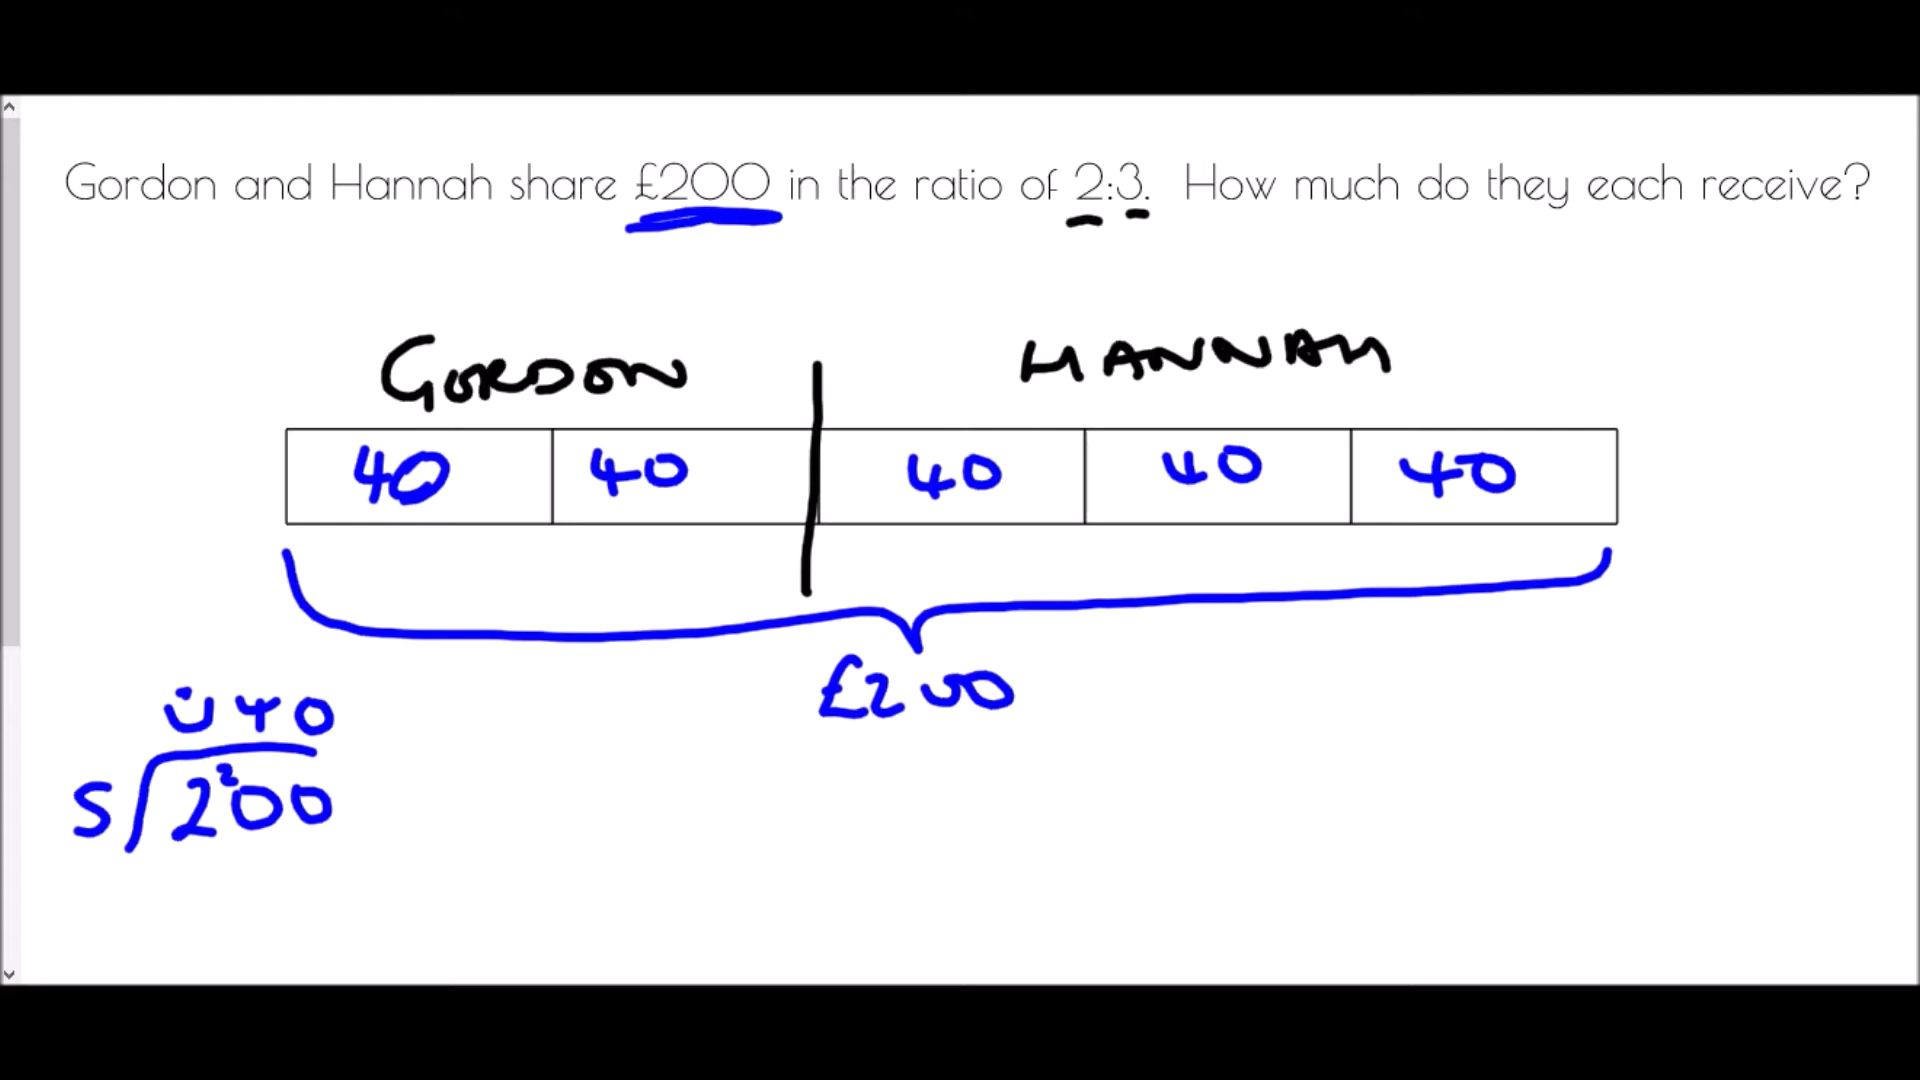 Gordon and Hannah share £200 in the ratio of 2:3. How much do they each receive?
GORDON HANNAH
40 40 40 40 40
£200
040
5 2²00